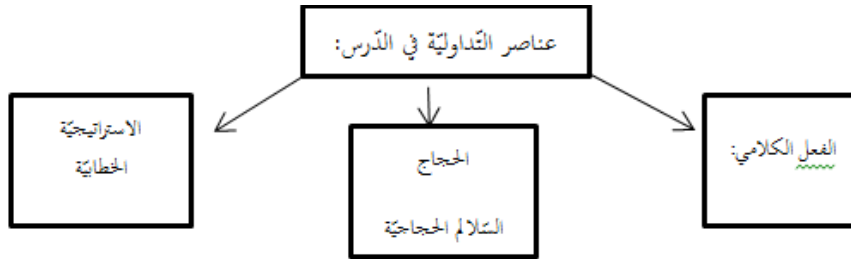 عناصر التّداوليّة في الدّرس:
الفعل الكلامي:
الحجاج
السّلالم الحجاجيّة
الاستراتيجيّة
الخطابيّة